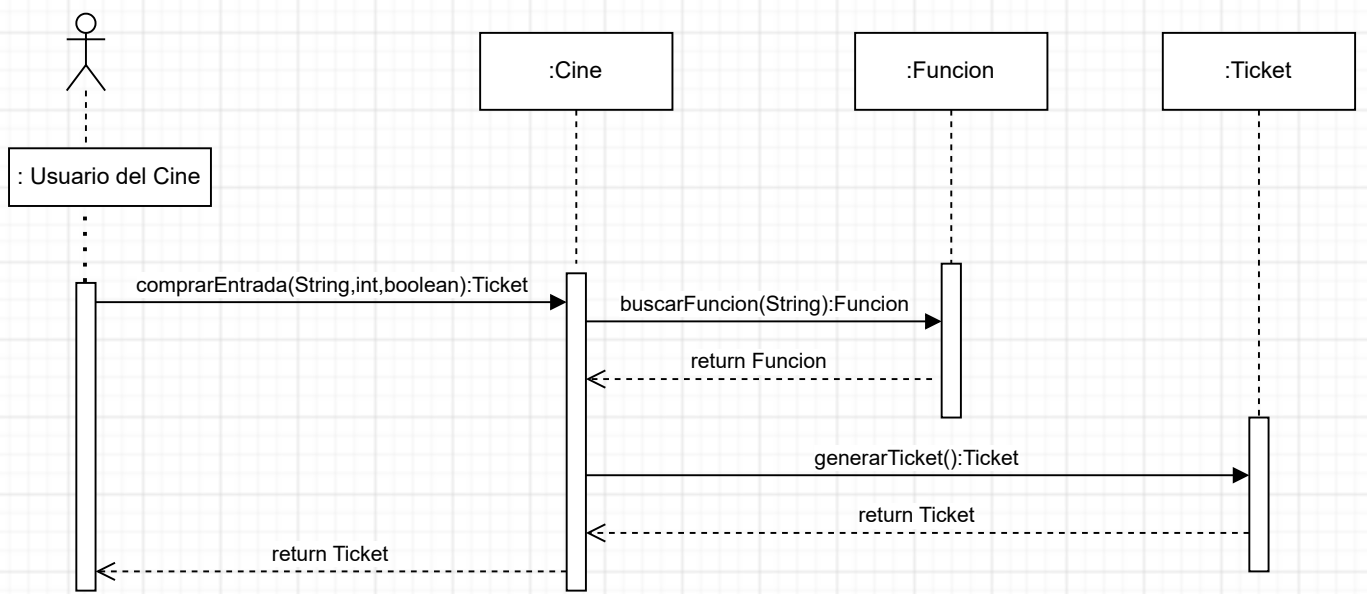 :Cine
:Funcion
:Ticket
: Usuario del Cine
comprarEntrada(String,int,boolean):Ticket
buscarFuncion(String):Funcion
return Funcion
generarTicket():Ticket
return Ticket
return Ticket